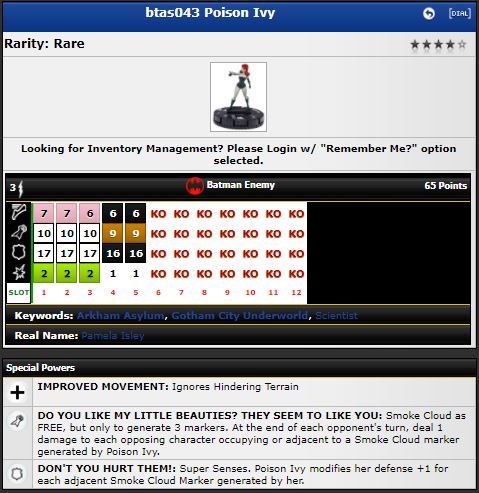 btas043 Poison Ivy [DIAL]
Rarity: Rare
Looking for Inventory Management? Please Login w/ "Remember Me?" option
selected.
3 Batman Enemy 65 Points
7 7 6 6 6 KO KO KO KO KO KO KO
10 10 10 9 9 KO KO KO KO KO KO KO
17 17 17 16 16 KO KO KO KO KO KO KO
2 2 2 1 1 KO KO KO KO KO KO KO
SLOT 1 2 3 4 5 6 7 8 9 10 11 12
Keywords: Arkham Asylum, Gotham City Underworld, Scientist
Real Name: Pamela Isley
Special Powers
IMPROVED MOVEMENT: Ignores Hindering Terrain
DO YOU LIKE MY LITTLE BEAUTIES? THEY SEEM TO LIKE YOU: Smoke Cloud as
FREE, but only to generate 3 markers. At the end of each opponent's turn, deal 1
damage to each opposing character occupying or adjacent to a Smoke Cloud marker
generated by Poison Ivy.
DON'T YOU HURT THEM!: Super Senses. Poison Ivy modifies her defense +1 for
each adjacent Smoke Cloud Marker generated by her.